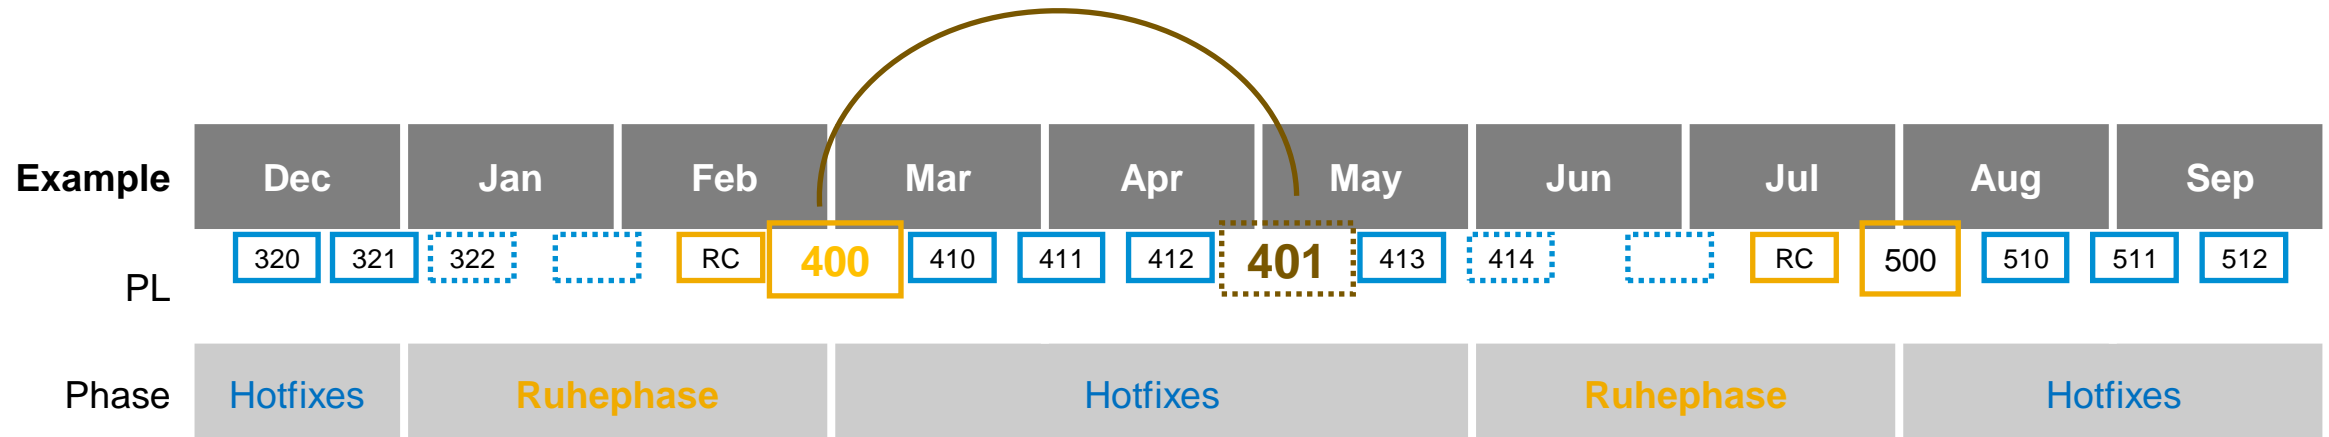 Example Dec Jan Feb Mar Apr May Jun Jul Aug Sep
PL 320 321 322 RC 400 410 411 412 401 413 414 RC 500 510 511 512
Phase Hotfixes Ruhephase Hotfixes Ruhephase Hotfixes